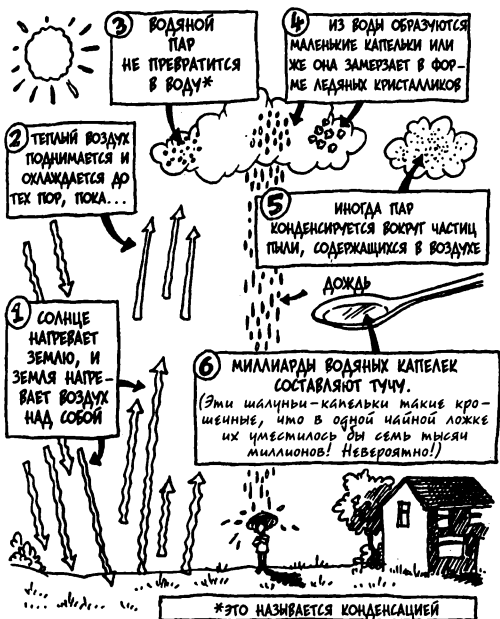 1
СОЛНЦЕ
НАГРЕВАЕТ
ЗЕМЛЮ, И
ЗЕМЛЯ НАГРЕ-
ВАЕТ ВОЗДУХ
НАД СОБОЙ
2
ТЕПЛЫЙ ВОЗДУХ
ПОДНИМАЕТСЯ И
ОХЛАЖДАЕТСЯ ДО
ТЕХ ПОР, ПОКА...
3
ВОДЯНОЙ
ПАР
НЕ ПРЕВРАТИТСЯ
В ВОДУ*
4
ИЗ ВОДЫ ОБРАЗУЮТСЯ
МАЛЕНЬКИЕ КАПЕЛЬКИ ИЛИ
ЖЕ ОНА ЗАМЕРЗАЕТ В ФОР-
МЕ ЛЕДЯНЫХ КРИСТАЛЛИКОВ
5
ИНОГДА ПАР
КОНДЕНСИРУЕТСЯ ВОКРУГ ЧАСТИЦ
ПЫЛИ, СОДЕРЖАЩИХСЯ В ВОЗДУХЕ
ДОЖДЬ
6
МИЛЛИАРДЫ ВОДЯНЫХ КАПЕЛЕК
СОСТАВЛЯЮТ ТУЧУ.
(Эти шалуньи-капельки такие кро-
шечные, что в одной чайной ложке
их уместилось бы семь тысяч
миллионов! Невероятно!)
*ЭТО НАЗЫВАЕТСЯ КОНДЕНСАЦИЕЙ